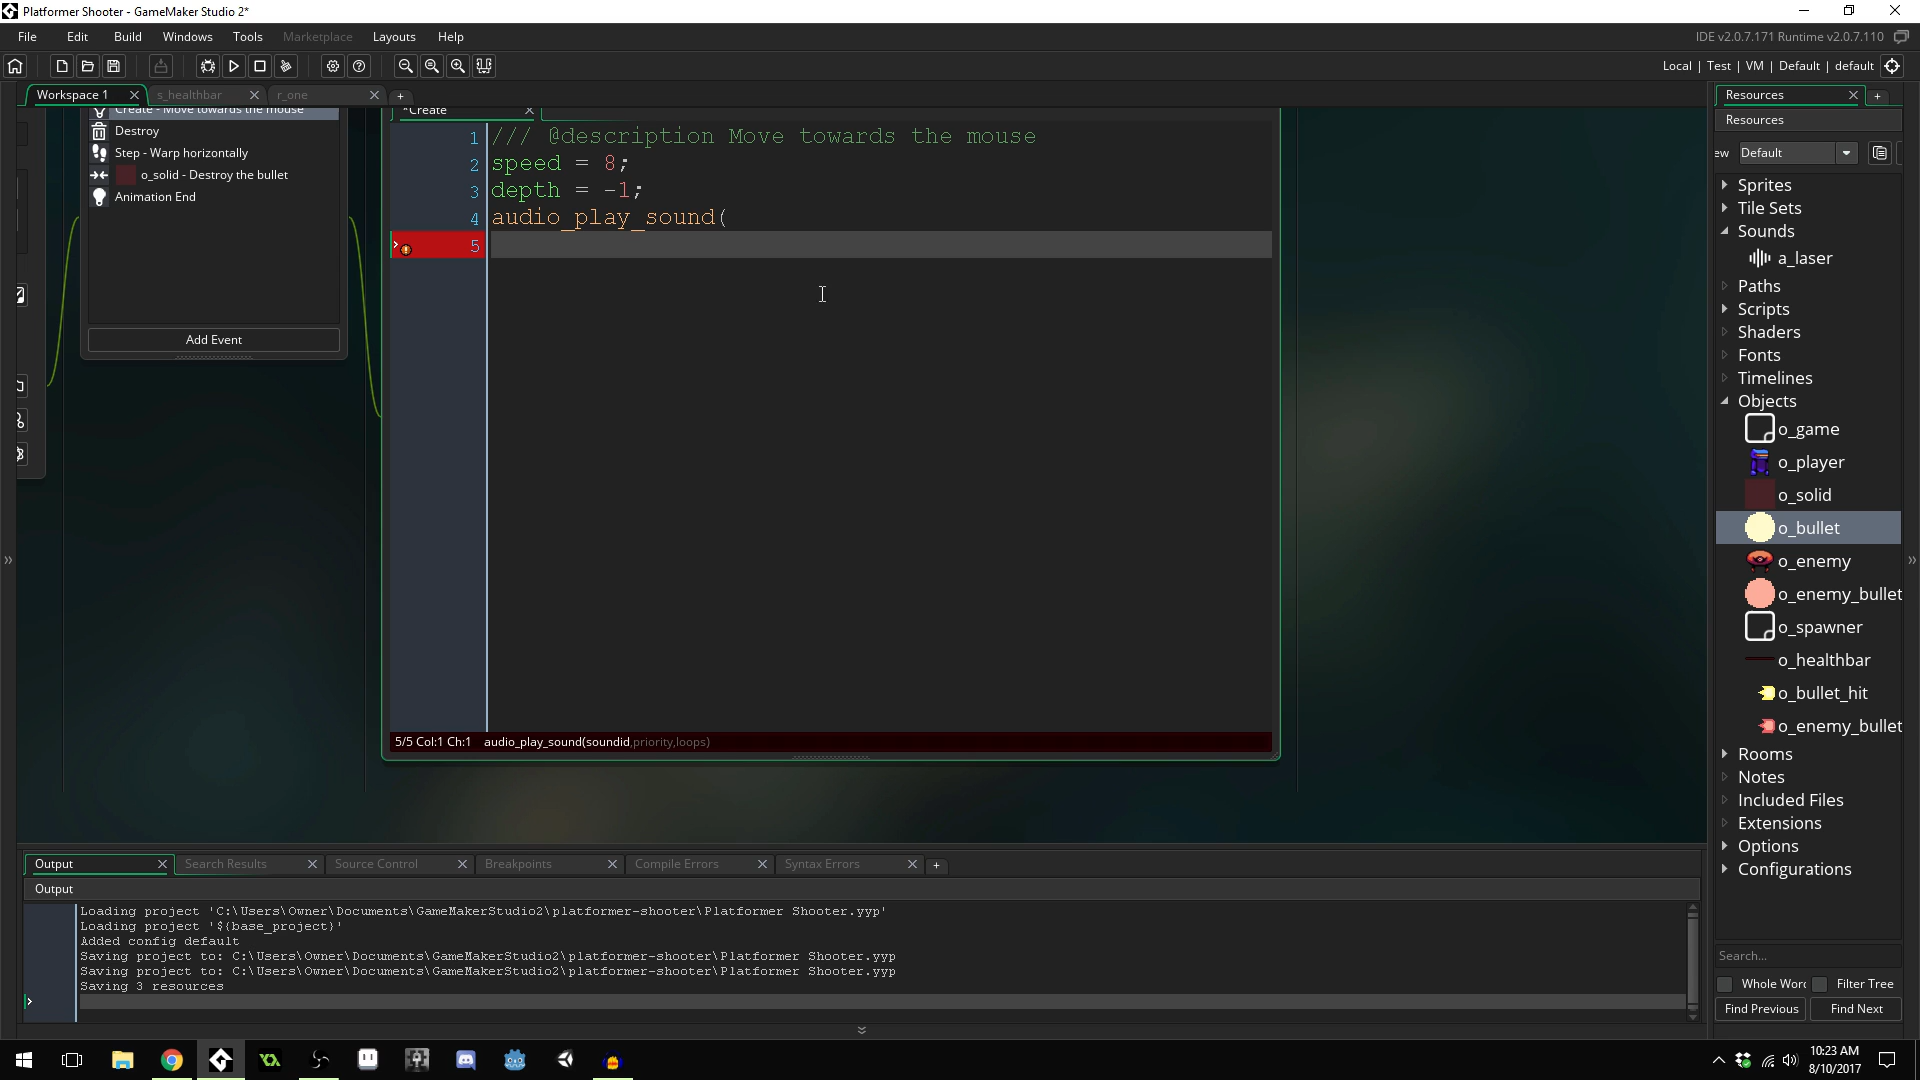 Platformer Shooter - GameMaker Studio 2*
File Edit Build Windows Tools Marketplace Layouts Help
IDE v2.0.7.171 Runtime v2.0.7.110
Local | Test | VM | Default | default
Workspace 1
s_healthbar
r_one
Create - Move towards the mouse
Destroy
Step - Warp horizontally
o_solid - Destroy the bullet
Animation End
Add Event
*Create
1 /// @description Move towards the mouse
2 speed = 8;
3 depth = -1;
4 audio_play_sound(
5
5/5 Col:1 Ch:1 audio_play_sound(soundid,priority,loops)
Resources
Resources
ew Default
Sprites
Tile Sets
Sounds
a_laser
Paths
Scripts
Shaders
Fonts
Timelines
Objects
o_game
o_player
o_solid
o_bullet
o_enemy
o_enemy_bullet
o_spawner
o_healthbar
o_bullet_hit
o_enemy_bullet
Rooms
Notes
Included Files
Extensions
Options
Configurations
Search...
Whole Word Filter Tree
Find Previous Find Next
Output Search Results Source Control Breakpoints Compile Errors Syntax Errors
Output
Loading project 'C:\Users\Owner\Documents\GameMakerStudio2\platformer-shooter\Platformer Shooter.yyp'
Loading project '${base_project}'
Added config default
Saving project to: C:\Users\Owner\Documents\GameMakerStudio2\platformer-shooter\Platformer Shooter.yyp
Saving project to: C:\Users\Owner\Documents\GameMakerStudio2\platformer-shooter\Platformer Shooter.yyp
Saving 3 resources
10:23 AM
8/10/2017